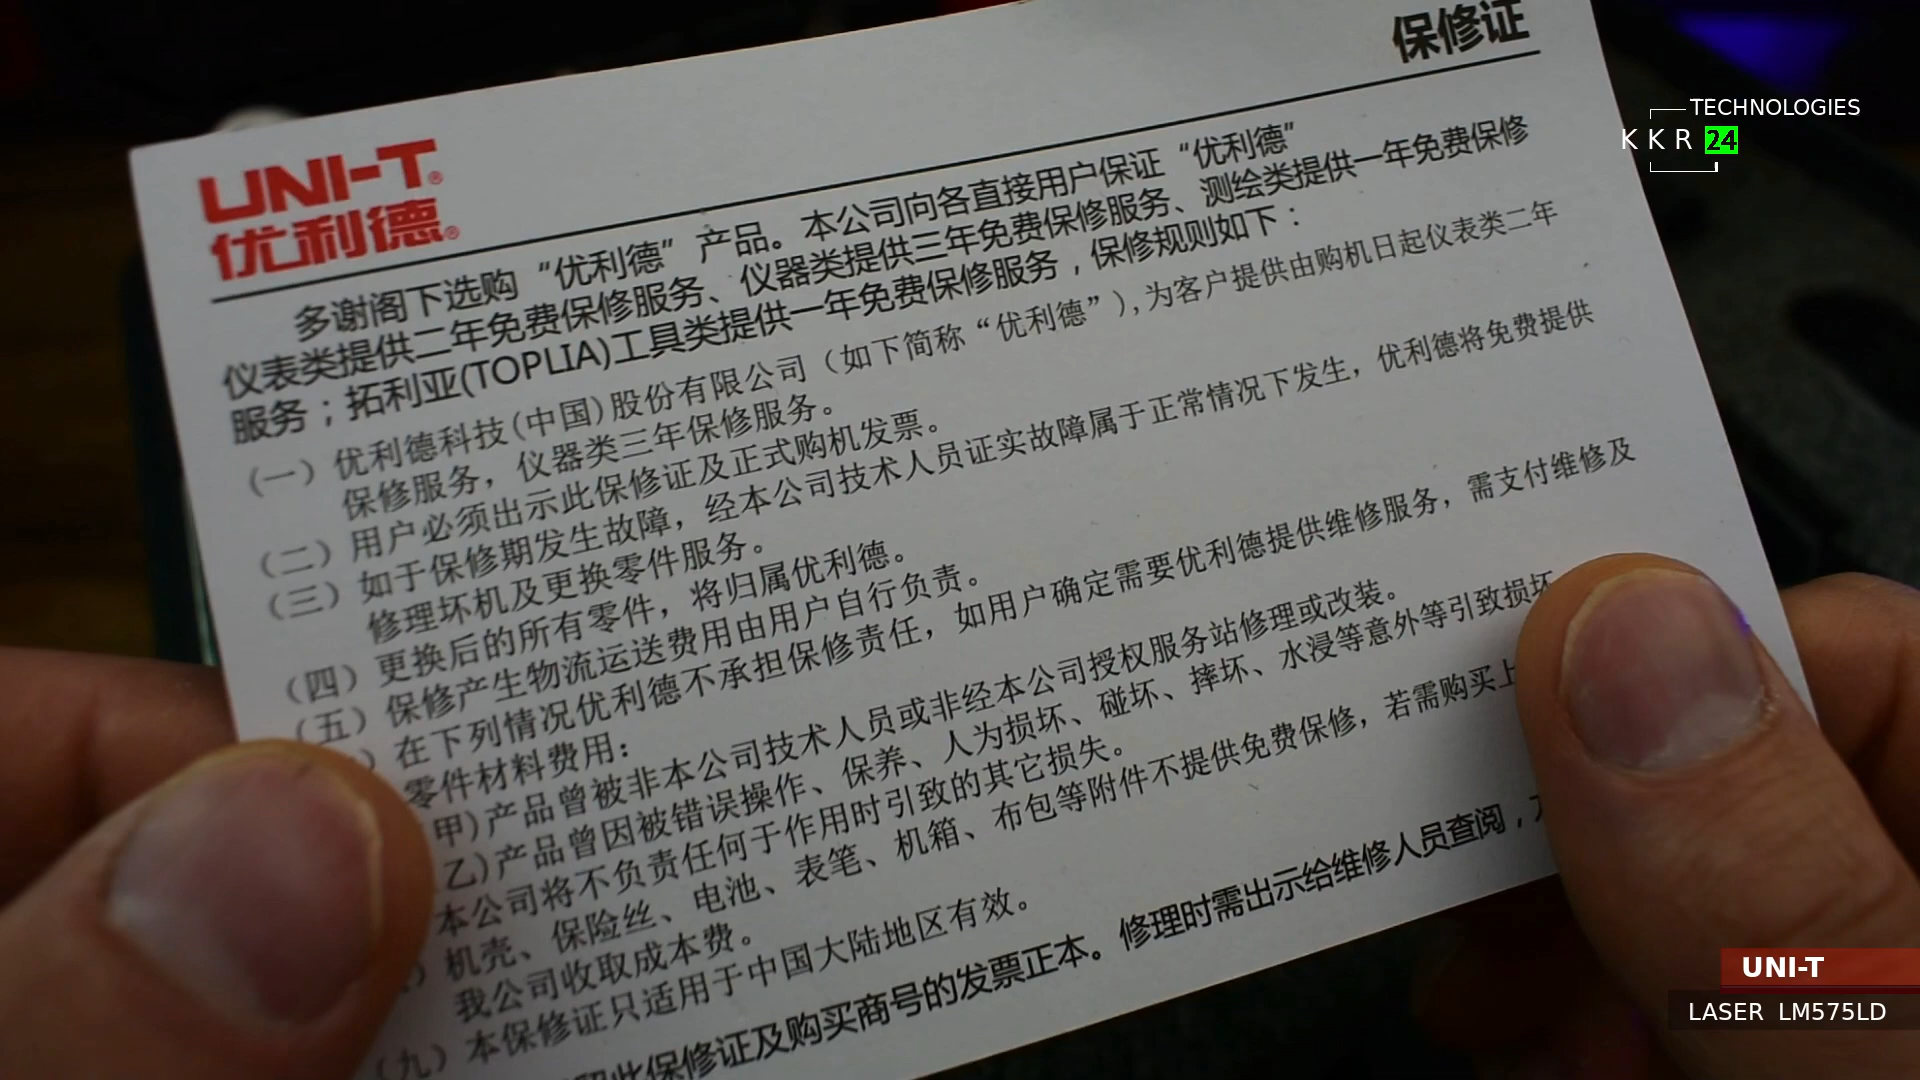 保修证
UNI-T®
优利德®
多谢阁下选购“优利德”产品。本公司向各直接用户保证“优利德”
仪表类提供二年免费保修服务、仪器类提供三年免费保修服务、测绘类提供一年免费保修
服务；拓利亚(TOPLIA)工具类提供一年免费保修服务，保修规则如下：
（一）优利德科技(中国)股份有限公司（如下简称“优利德”），为客户提供由购机日起仪表类二年
保修服务，仪器类三年保修服务。
（二）用户必须出示此保修证及正式购机发票。
（三）如于保修期发生故障，经本公司技术人员证实故障属于正常情况下发生，优利德将免费提供
修理坏机及更换零件服务。
（四）更换后的所有零件，将归属优利德。
（五）保修产生物流运送费用由用户自行负责。
）在下列情况优利德不承担保修责任，如用户确定需要优利德提供维修服务，需支付维修及
零件材料费用：
甲)产品曾被非本公司技术人员或非经本公司授权服务站修理或改装。
乙)产品曾因被错误操作、保养、人为损坏、碰坏、摔坏、水浸等意外等引致损坏
本公司将不负责任何于作用时引致的其它损失。
）机壳、保险丝、电池、表笔、机箱、布包等附件不提供免费保修，若需购买上
我公司收取成本费。
（九）本保修证只适用于中国大陆地区有效。
此保修证及购买商号的发票正本。修理时需出示给维修人员查阅，
TECHNOLOGIES
KKR 24
UNI-T
LASER LM575LD